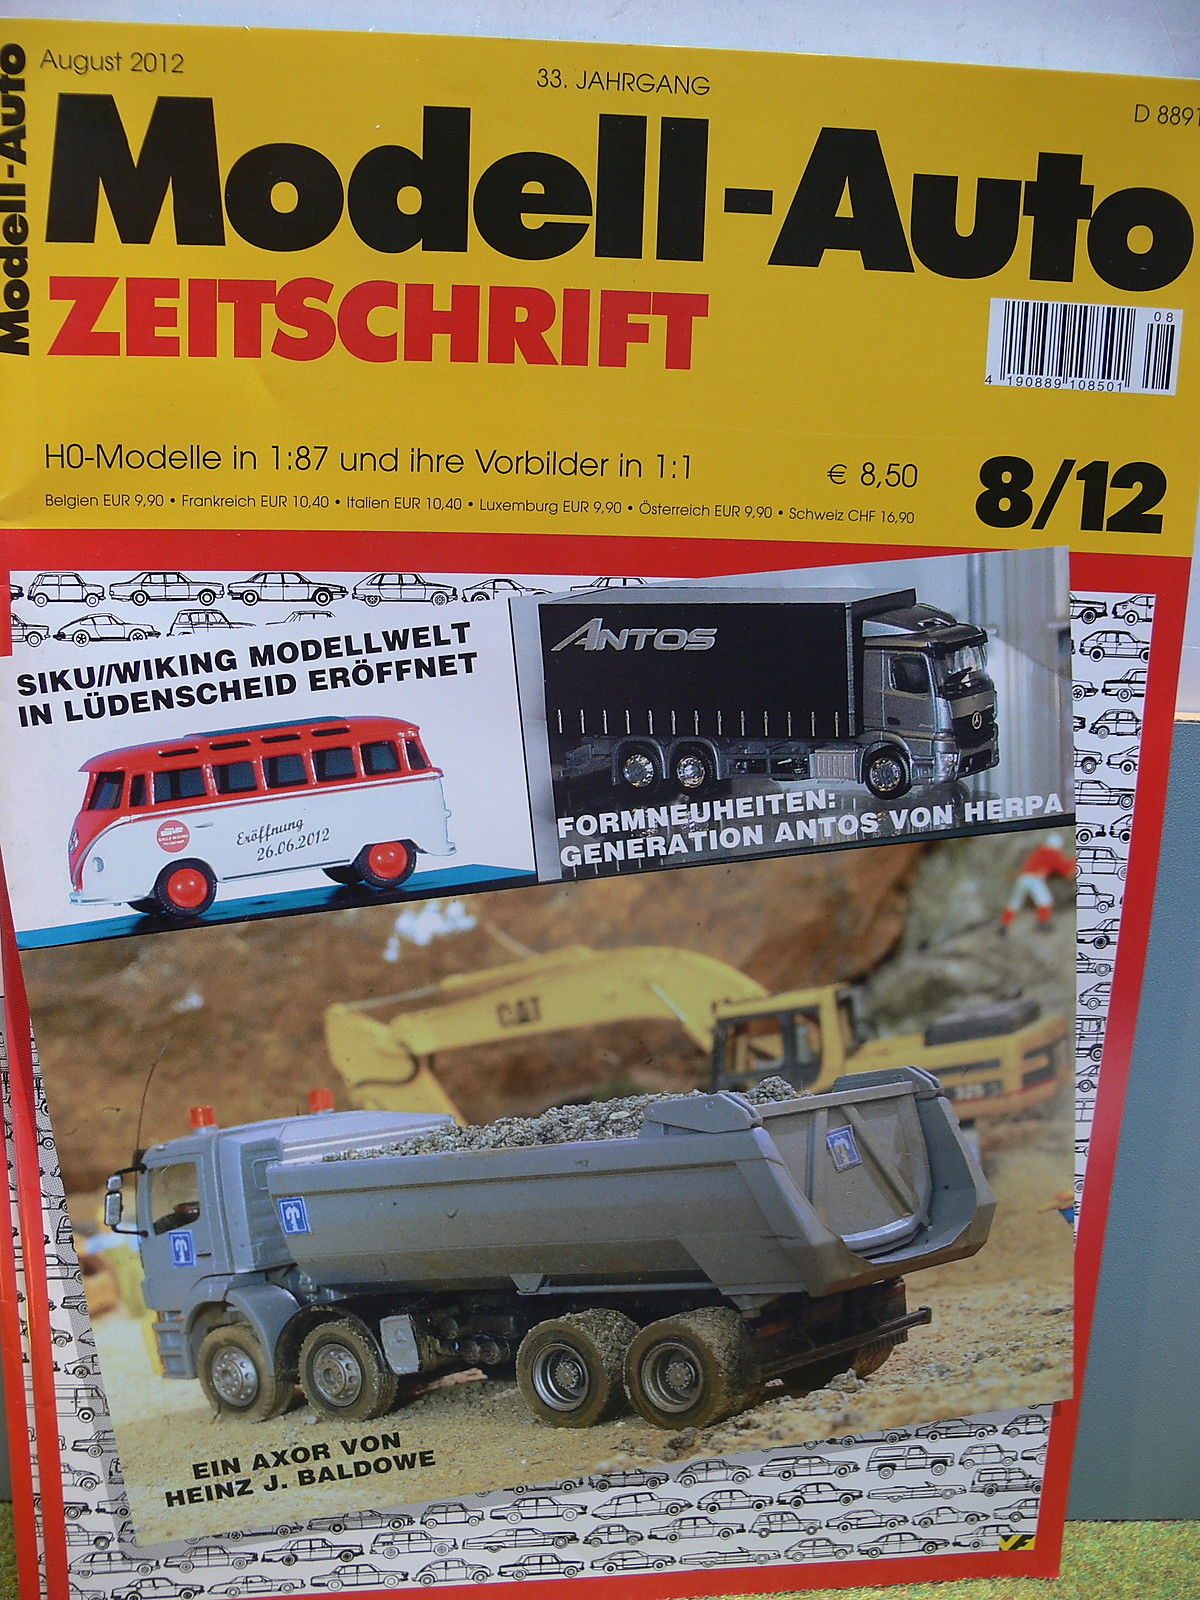 Modell-Auto
August 2012
33. JAHRGANG
D 8891
Modell-Auto
ZEITSCHRIFT
08
4 190889 108501
H0-Modelle in 1:87 und ihre Vorbilder in 1:1
€ 8,50
8/12
Belgien EUR 9,90 • Frankreich EUR 10,40 • Italien EUR 10,40 • Luxemburg EUR 9,90 • Österreich EUR 9,90 • Schweiz CHF 16,90
SIKU//WIKING MODELLWELT
IN LÜDENSCHEID ERÖFFNET
Eröffnung
26.06.2012
ANTOS
FORMNEUHEITEN:
GENERATION ANTOS VON HERPA
CAT
EIN AXOR VON
HEINZ J. BALDOWE
VF